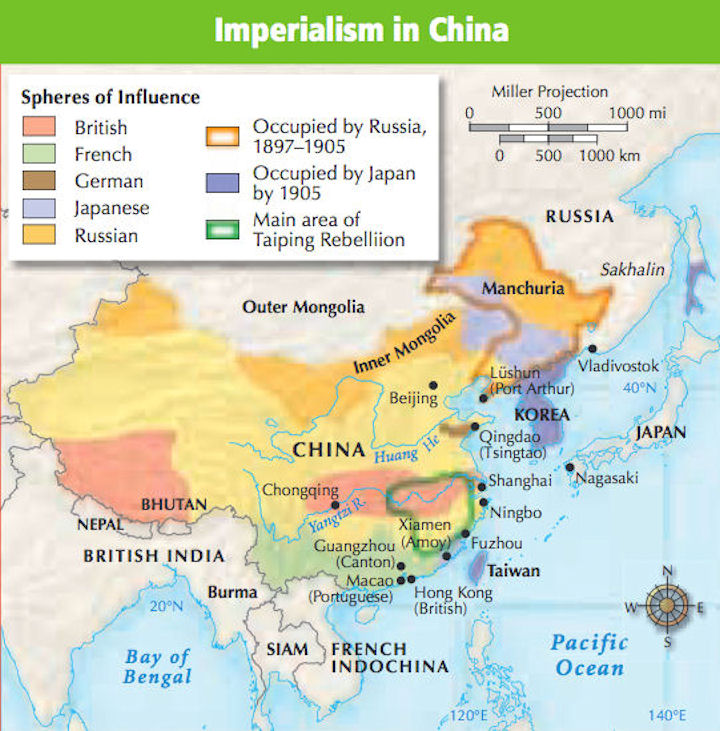 Imperialism in China
Spheres of Influence
British
French
German
Japanese
Russian
Occupied by Russia,
1897–1905
Occupied by Japan
by 1905
Main area of
Taiping Rebelliion
Miller Projection
0 500 1000 mi
0 500 1000 km
RUSSIA
Sakhalin
Manchuria
Outer Mongolia
Inner Mongolia
Vladivostok
Lüshun
(Port Arthur)
40°N
Beijing
KOREA
JAPAN
CHINA
Huang He
Qingdao
(Tsingtao)
Shanghai
Nagasaki
Chongqing
Ningbo
BHUTAN
Yangtzi R.
NEPAL
Xiamen
(Amoy)
Fuzhou
Guangzhou
(Canton)
BRITISH INDIA
Taiwan
Macao
(Portuguese)
Hong Kong
(British)
Burma
20°N
N
W E
S
SIAM
FRENCH
INDOCHINA
Bay of
Bengal
Pacific
Ocean
120°E
140°E